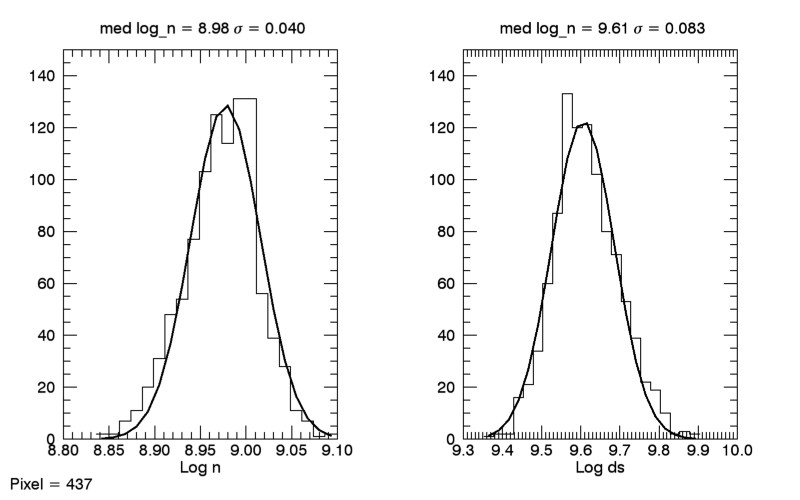 med log_n = 8.98 σ = 0.040
med log_n = 9.61 σ = 0.083
140
120
100
80
60
40
20
0
8.80 8.85 8.90 8.95 9.00 9.05 9.10
Log n
140
120
100
80
60
40
20
0
9.3 9.4 9.5 9.6 9.7 9.8 9.9 10.0
Log ds
Pixel = 437